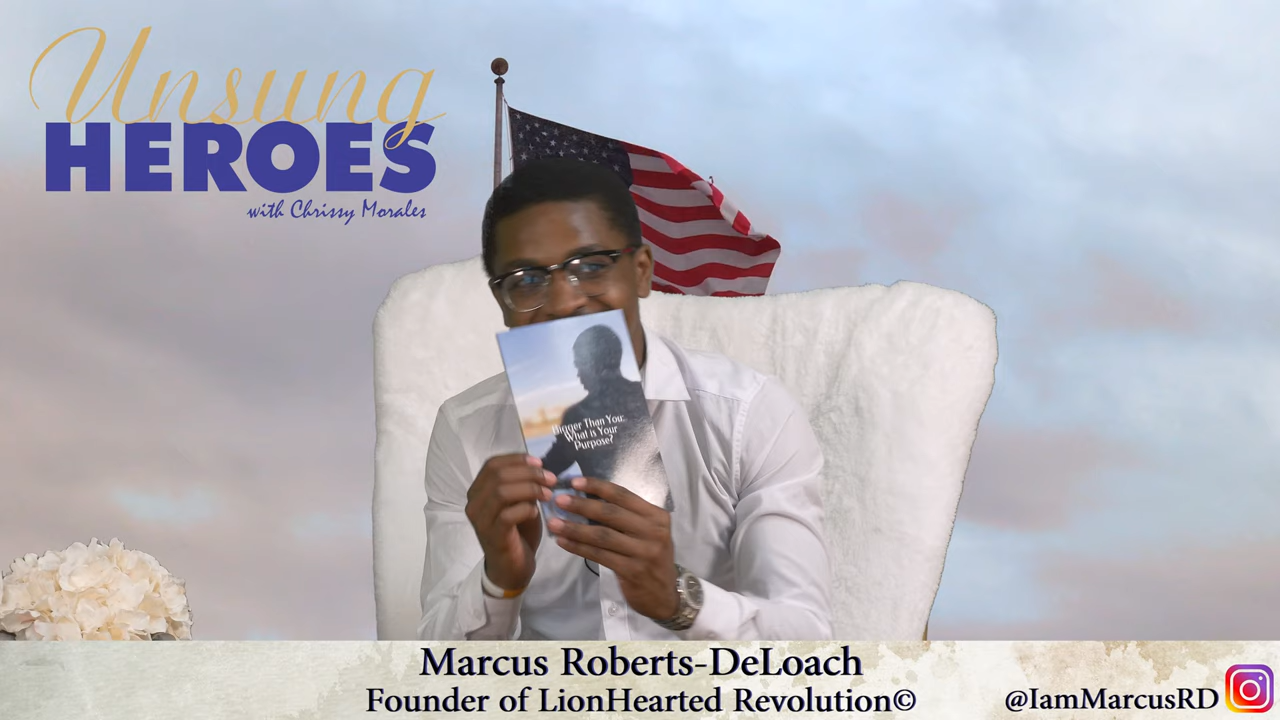 Unsung
HEROES
with Chrissy Morales
Bigger Than You:
What is Your
Purpose?
Marcus Roberts-DeLoach
Founder of LionHearted Revolution©
@IamMarcusRD